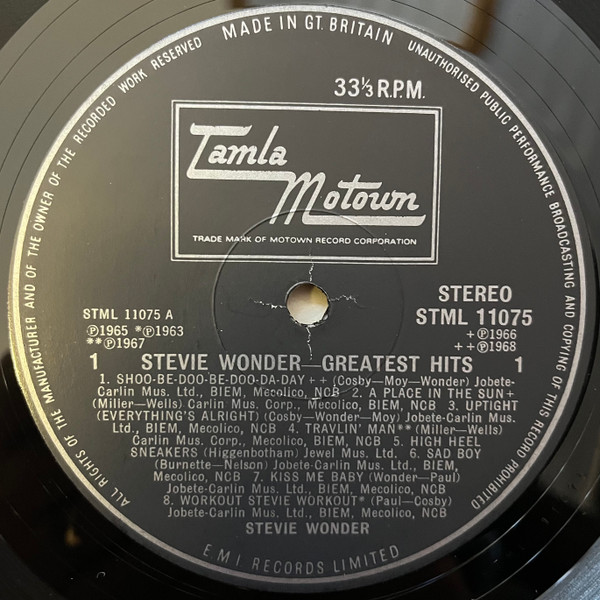 MADE IN GT. BRITAIN
UNAUTHORISED PUBLIC PERFORMANCE BROADCASTING AND COPYING OF THIS RECORD PROHIBITED
ALL RIGHTS OF THE MANUFACTURER AND OF THE OWNER OF THE RECORDED WORK RESERVED
33⅓ R.P.M.
Tamla
Motown
TRADE MARK OF MOTOWN RECORD CORPORATION
STEREO
STML 11075 A
STML 11075
℗1965 *℗1963
+℗1966
**℗1967
++℗1968
1 STEVIE WONDER—GREATEST HITS 1
1. SHOO-BE-DOO-BE-DOO-DA-DAY++ (Cosby—Moy—Wonder) Jobete-
Carlin Mus. Ltd., BIEM, Mecolico, NCB 2. A PLACE IN THE SUN+
(Miller—Wells) Carlin Mus. Corp., Mecolico, BIEM, NCB 3. UPTIGHT
(EVERYTHING'S ALRIGHT) (Cosby—Wonder—Moy) Jobete-Carlin Mus.
Ltd., BIEM, Mecolico, NCB 4. TRAVLIN' MAN** (Miller—Wells)
Carlin Mus. Corp., Mecolico, BIEM, NCB 5. HIGH HEEL
SNEAKERS (Higgenbotham) Jewel Mus. Ltd. 6. SAD BOY
(Burnette—Nelson) Jobete-Carlin Mus. Ltd., BIEM,
Mecolico, NCB 7. KISS ME BABY (Wonder—Paul)
Jobete-Carlin Mus. Ltd., BIEM, Mecolico, NCB
8. WORKOUT STEVIE WORKOUT* (Paul—Cosby)
Jobete-Carlin Mus. Ltd., BIEM, Mecolico, NCB
STEVIE WONDER
EMI RECORDS LIMITED